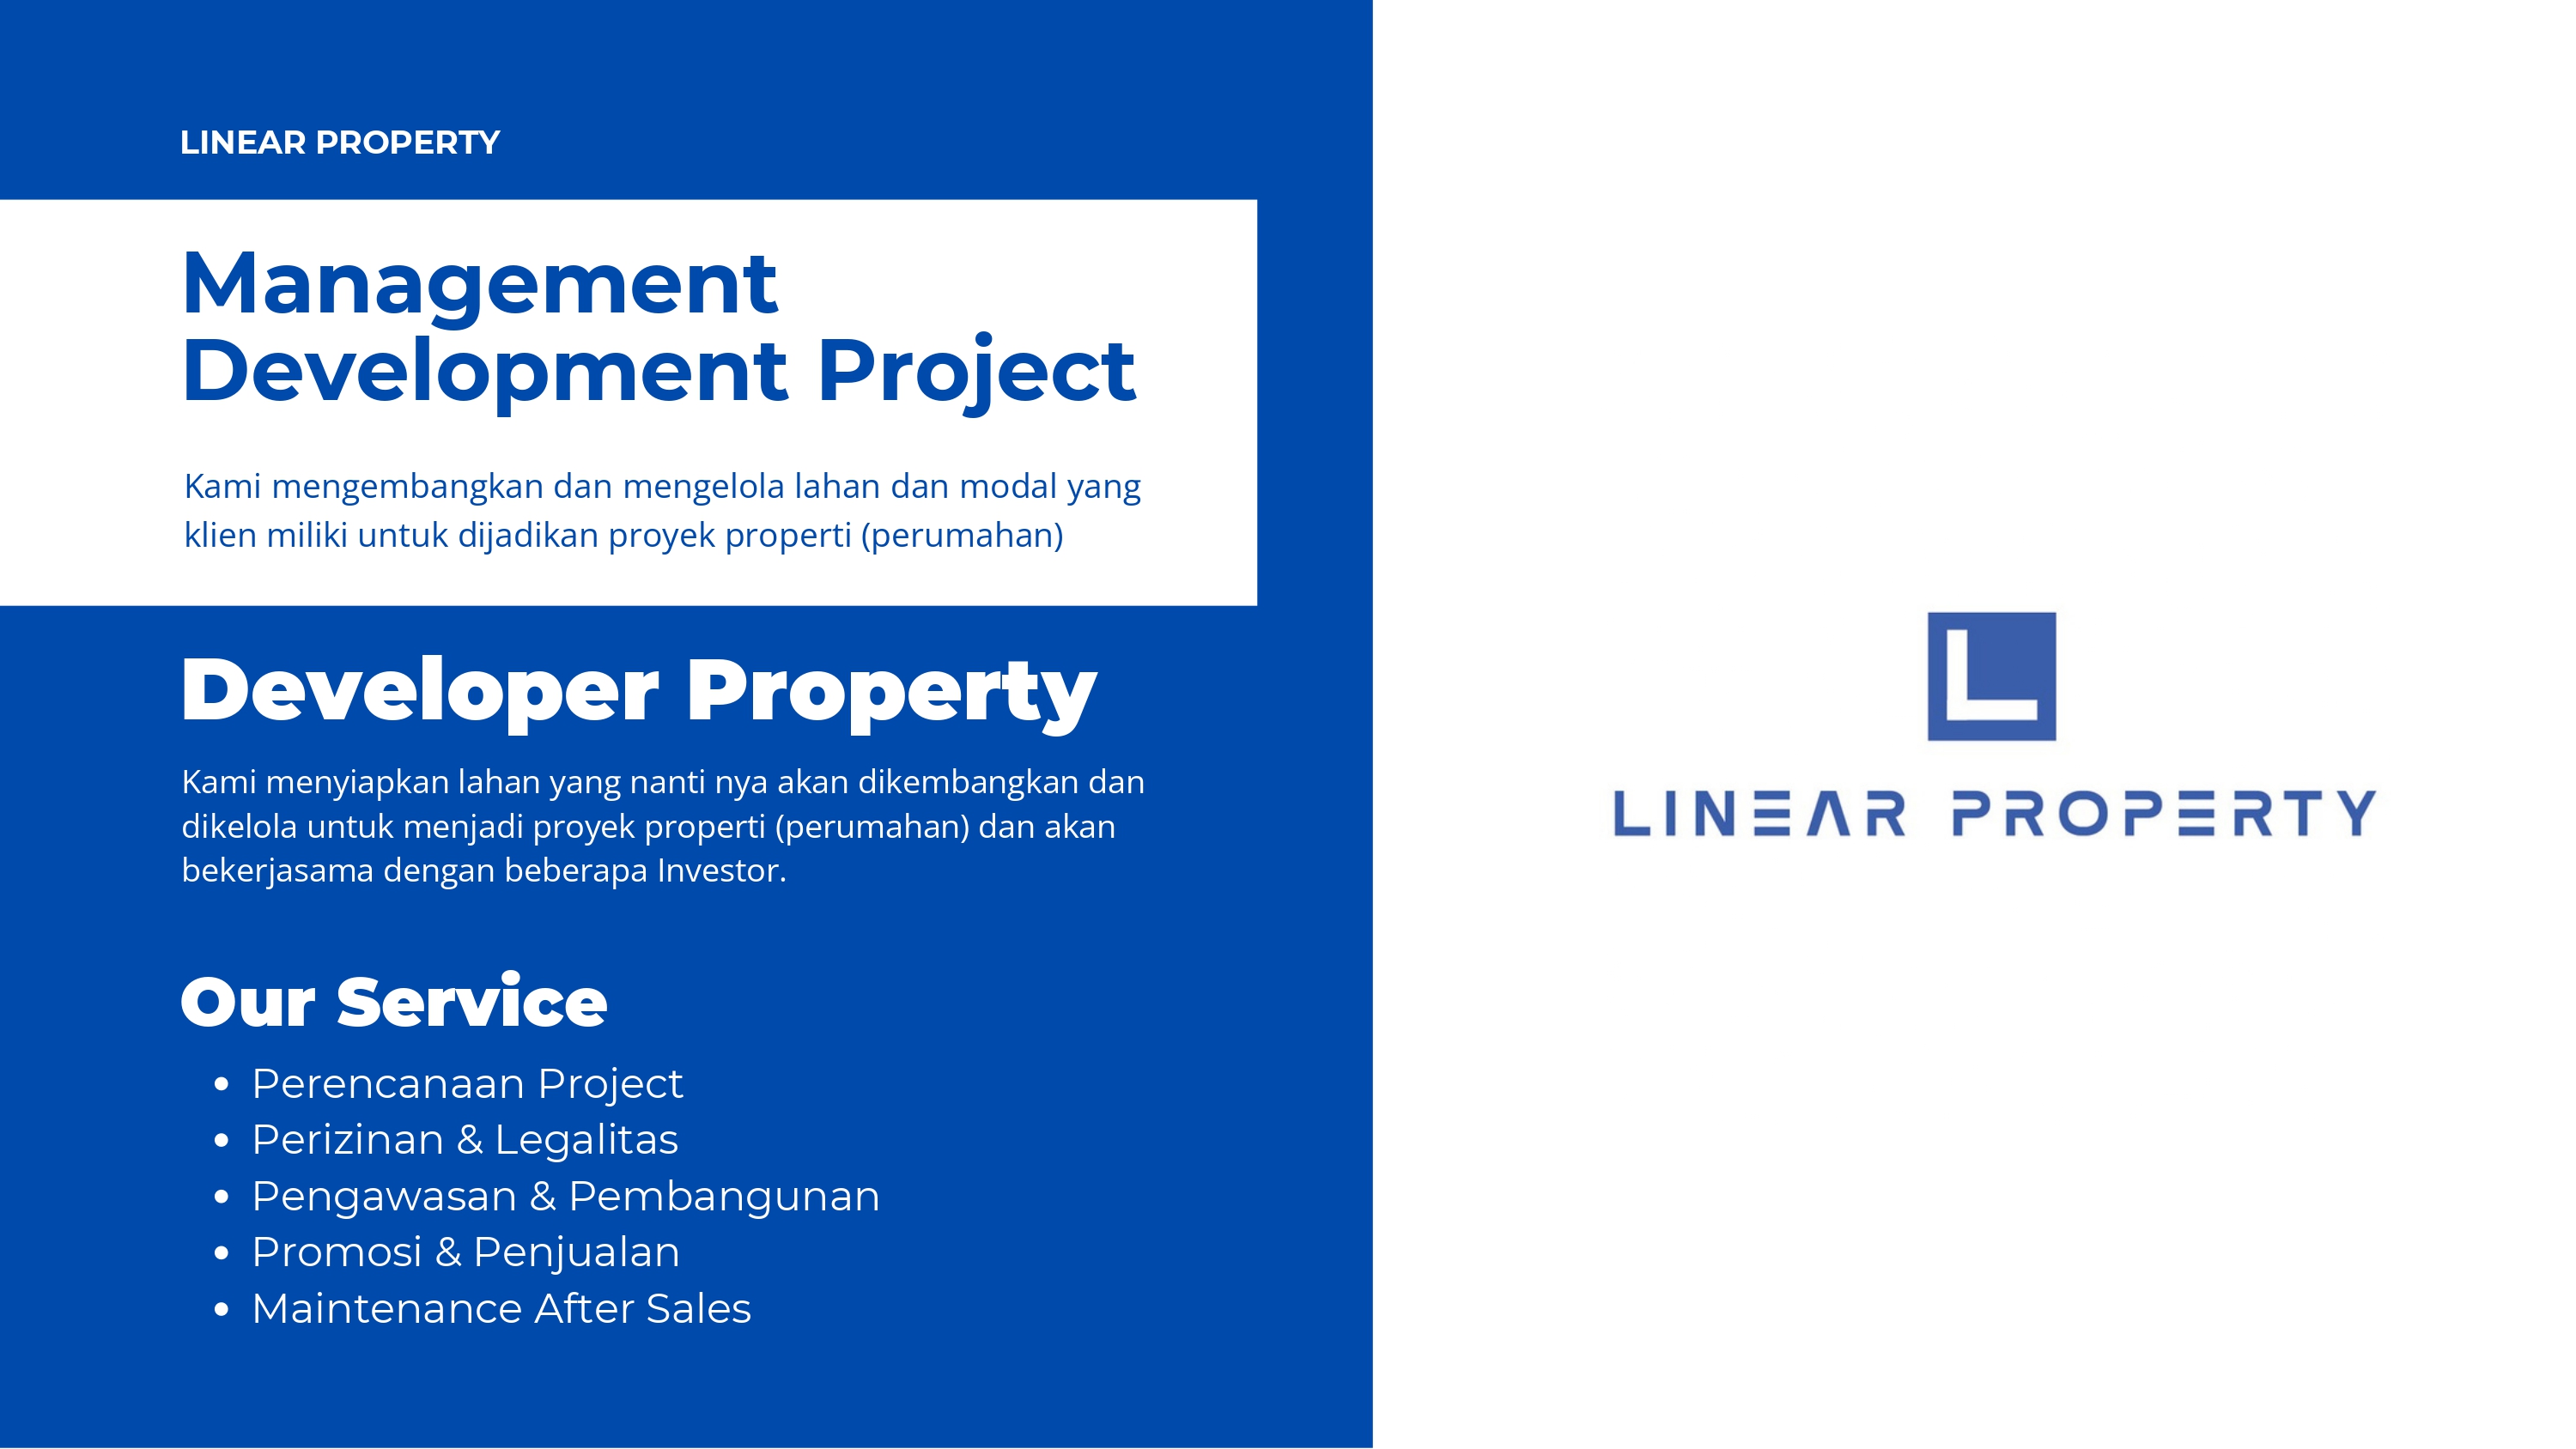 LINEAR PROPERTY
Management
Development Project
Kami mengembangkan dan mengelola lahan dan modal yang
klien miliki untuk dijadikan proyek properti (perumahan)
Developer Property
Kami menyiapkan lahan yang nanti nya akan dikembangkan dan
dikelola untuk menjadi proyek properti (perumahan) dan akan
bekerjasama dengan beberapa Investor.
Our Service
• Perencanaan Project
• Perizinan & Legalitas
• Pengawasan & Pembangunan
• Promosi & Penjualan
• Maintenance After Sales
L
LINEAR PROPERTY